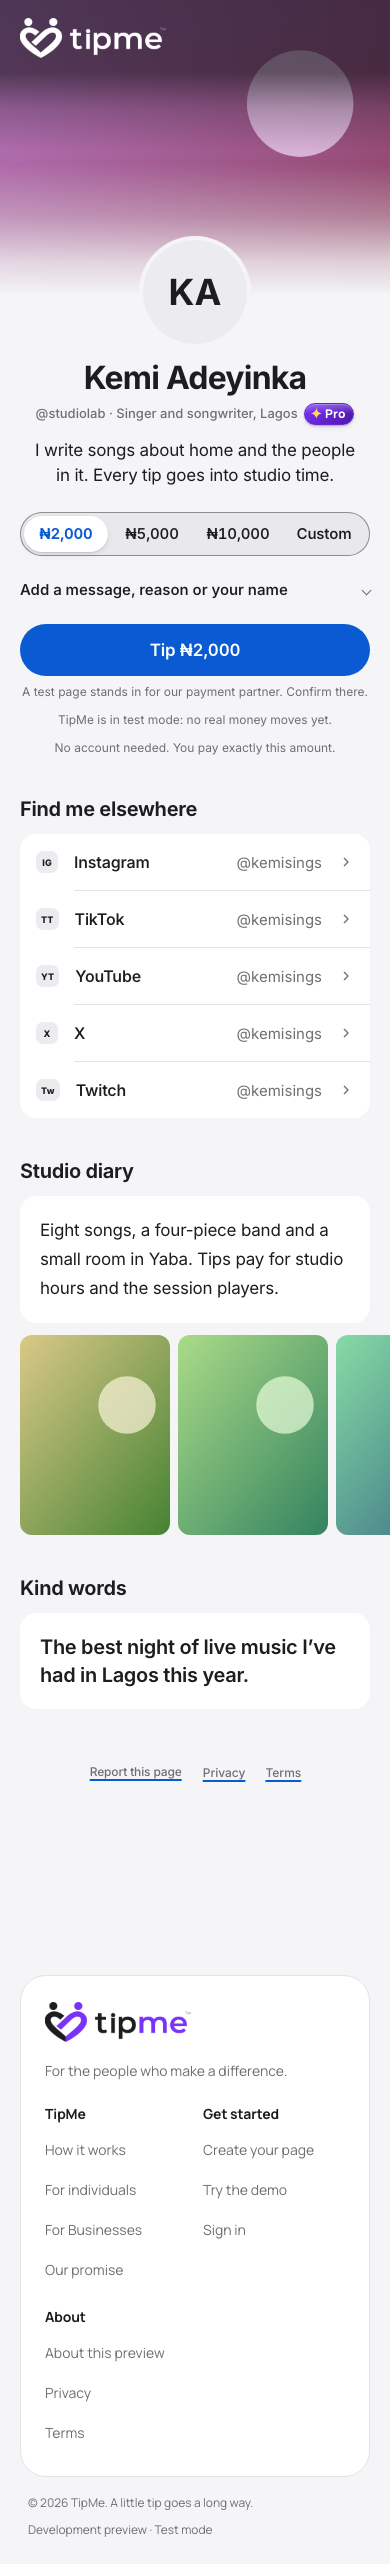 tipme™
KA
Kemi Adeyinka
@studiolab · Singer and songwriter, Lagos ✦ Pro
I write songs about home and the people
in it. Every tip goes into studio time.
₦2,000 ₦5,000 ₦10,000 Custom
Add a message, reason or your name
Tip ₦2,000
A test page stands in for our payment partner. Confirm there.
TipMe is in test mode: no real money moves yet.
No account needed. You pay exactly this amount.
Find me elsewhere
IG Instagram @kemisings
TT TikTok @kemisings
YT YouTube @kemisings
X X @kemisings
Tw Twitch @kemisings
Studio diary
Eight songs, a four-piece band and a
small room in Yaba. Tips pay for studio
hours and the session players.
Kind words
The best night of live music I’ve
had in Lagos this year.
Report this page Privacy Terms
tipme™
For the people who make a difference.
TipMe Get started
How it works Create your page
For individuals Try the demo
For Businesses Sign in
Our promise
About
About this preview
Privacy
Terms
© 2026 TipMe. A little tip goes a long way.
Development preview · Test mode